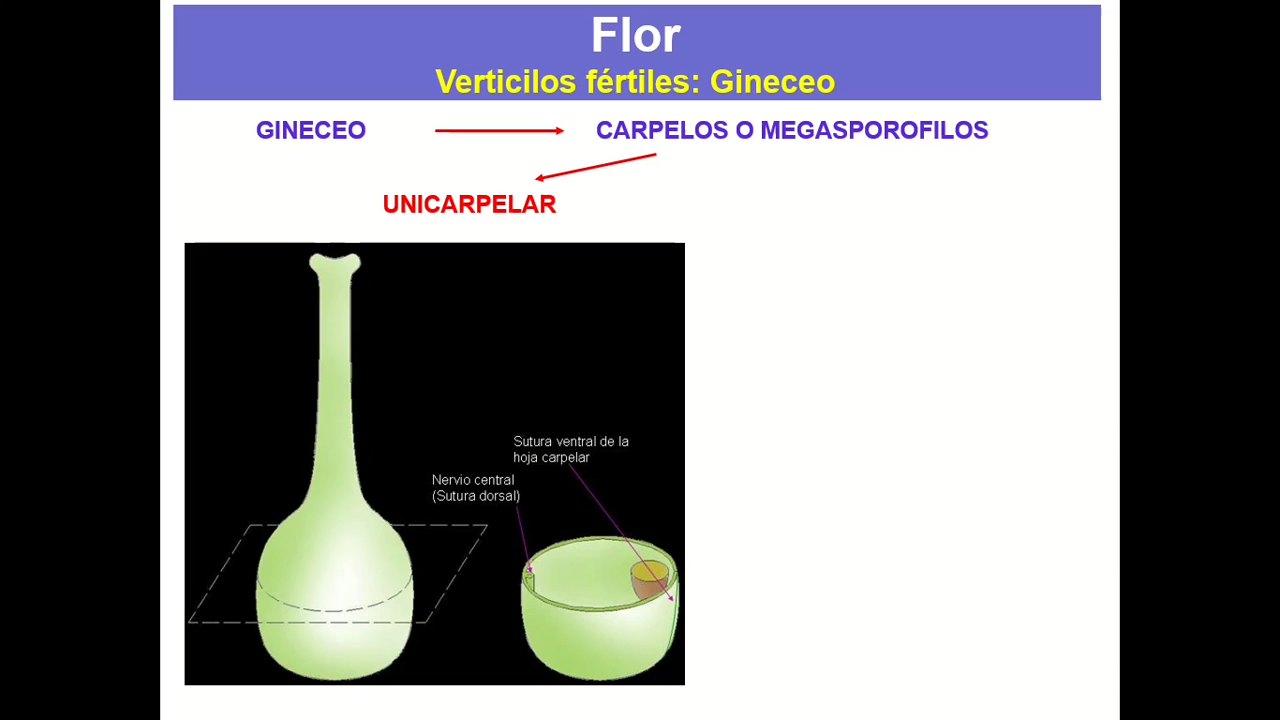 Flor
Verticilos fértiles: Gineceo
GINECEO
CARPELOS O MEGASPOROFILOS
UNICARPELAR
Sutura ventral de la
hoja carpelar
Nervio central
(Sutura dorsal)